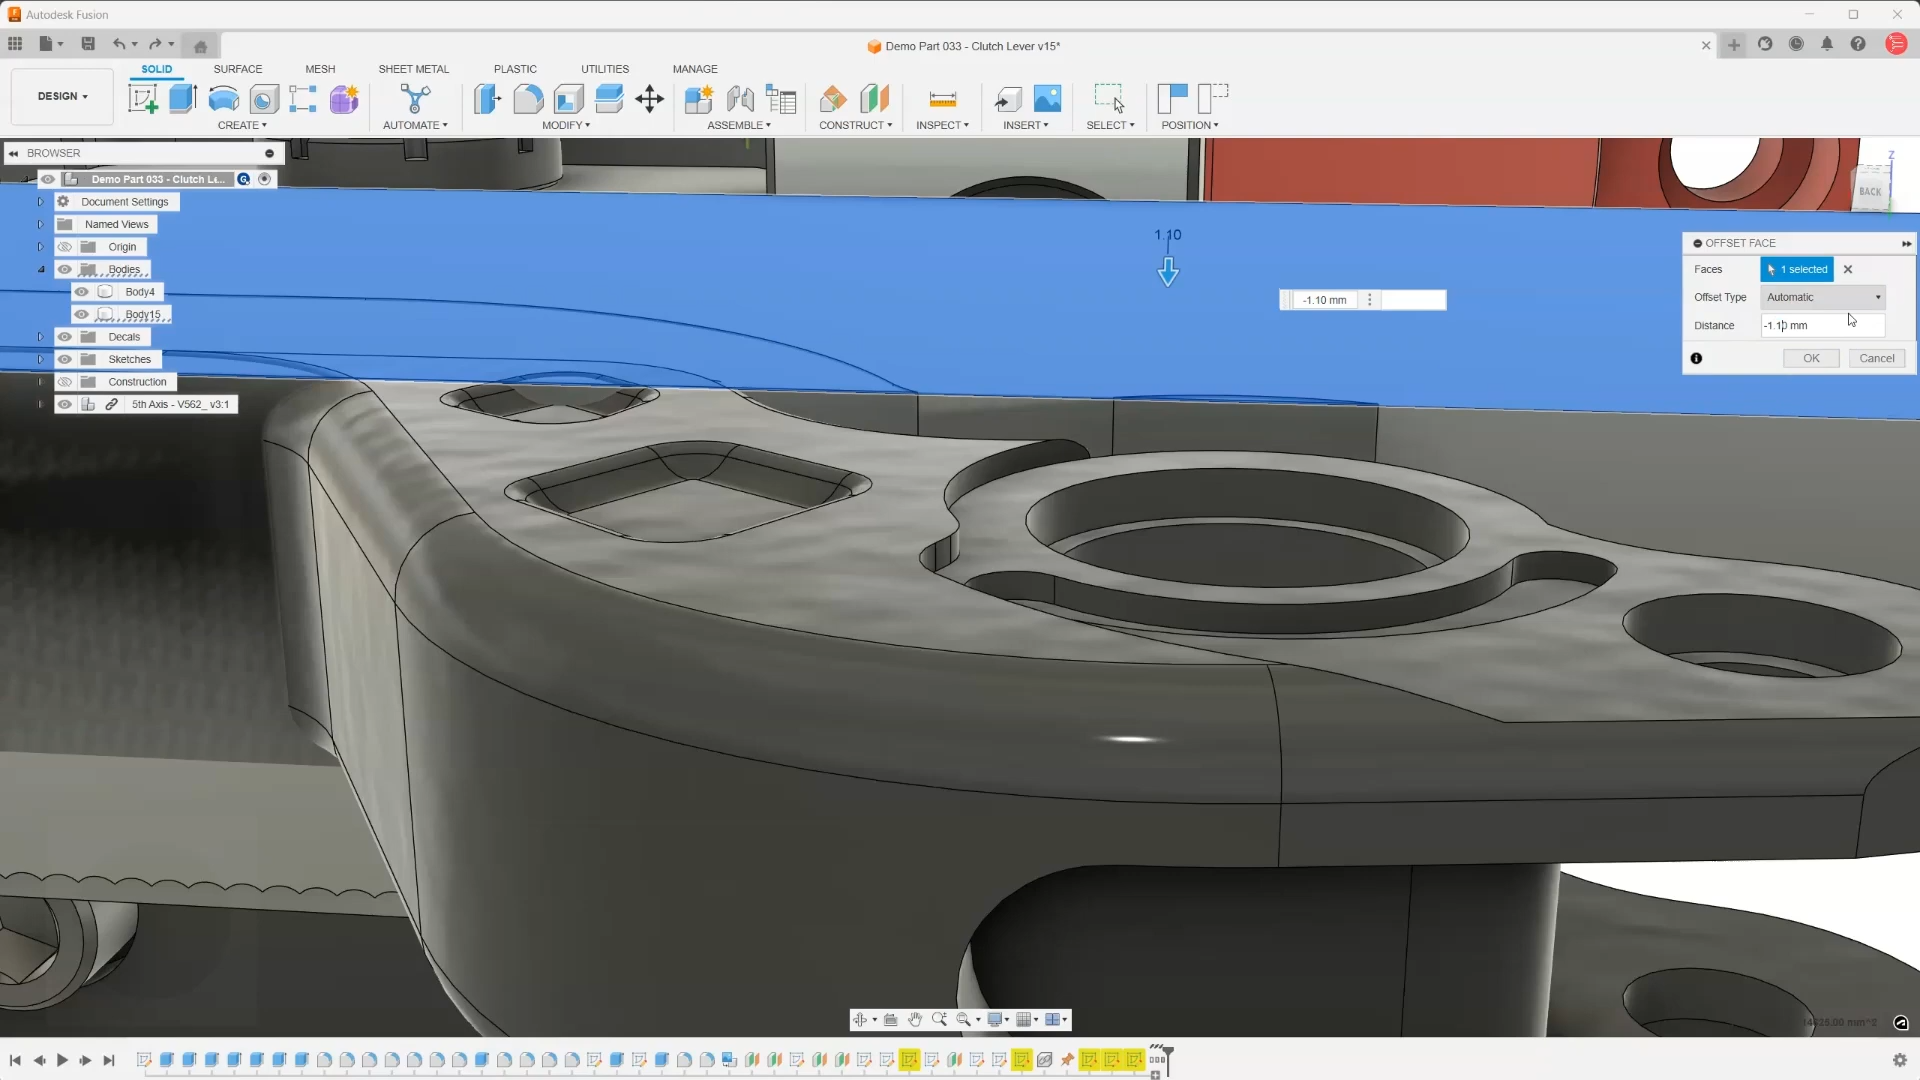 Autodesk Fusion
Demo Part 033 - Clutch Lever v15*
SOLID SURFACE MESH SHEET METAL PLASTIC UTILITIES MANAGE
DESIGN
CREATE AUTOMATE MODIFY ASSEMBLE CONSTRUCT INSPECT INSERT SELECT POSITION
BROWSER
Demo Part 033 - Clutch Le...
Document Settings
Named Views
Origin
Bodies
Body4
Body15
Decals
Sketches
Construction
5th Axis - V562_ v3:1
1.10
-1.10 mm
Z
BACK
OFFSET FACE
Faces 1 selected
Offset Type Automatic
Distance -1.10 mm
OK Cancel